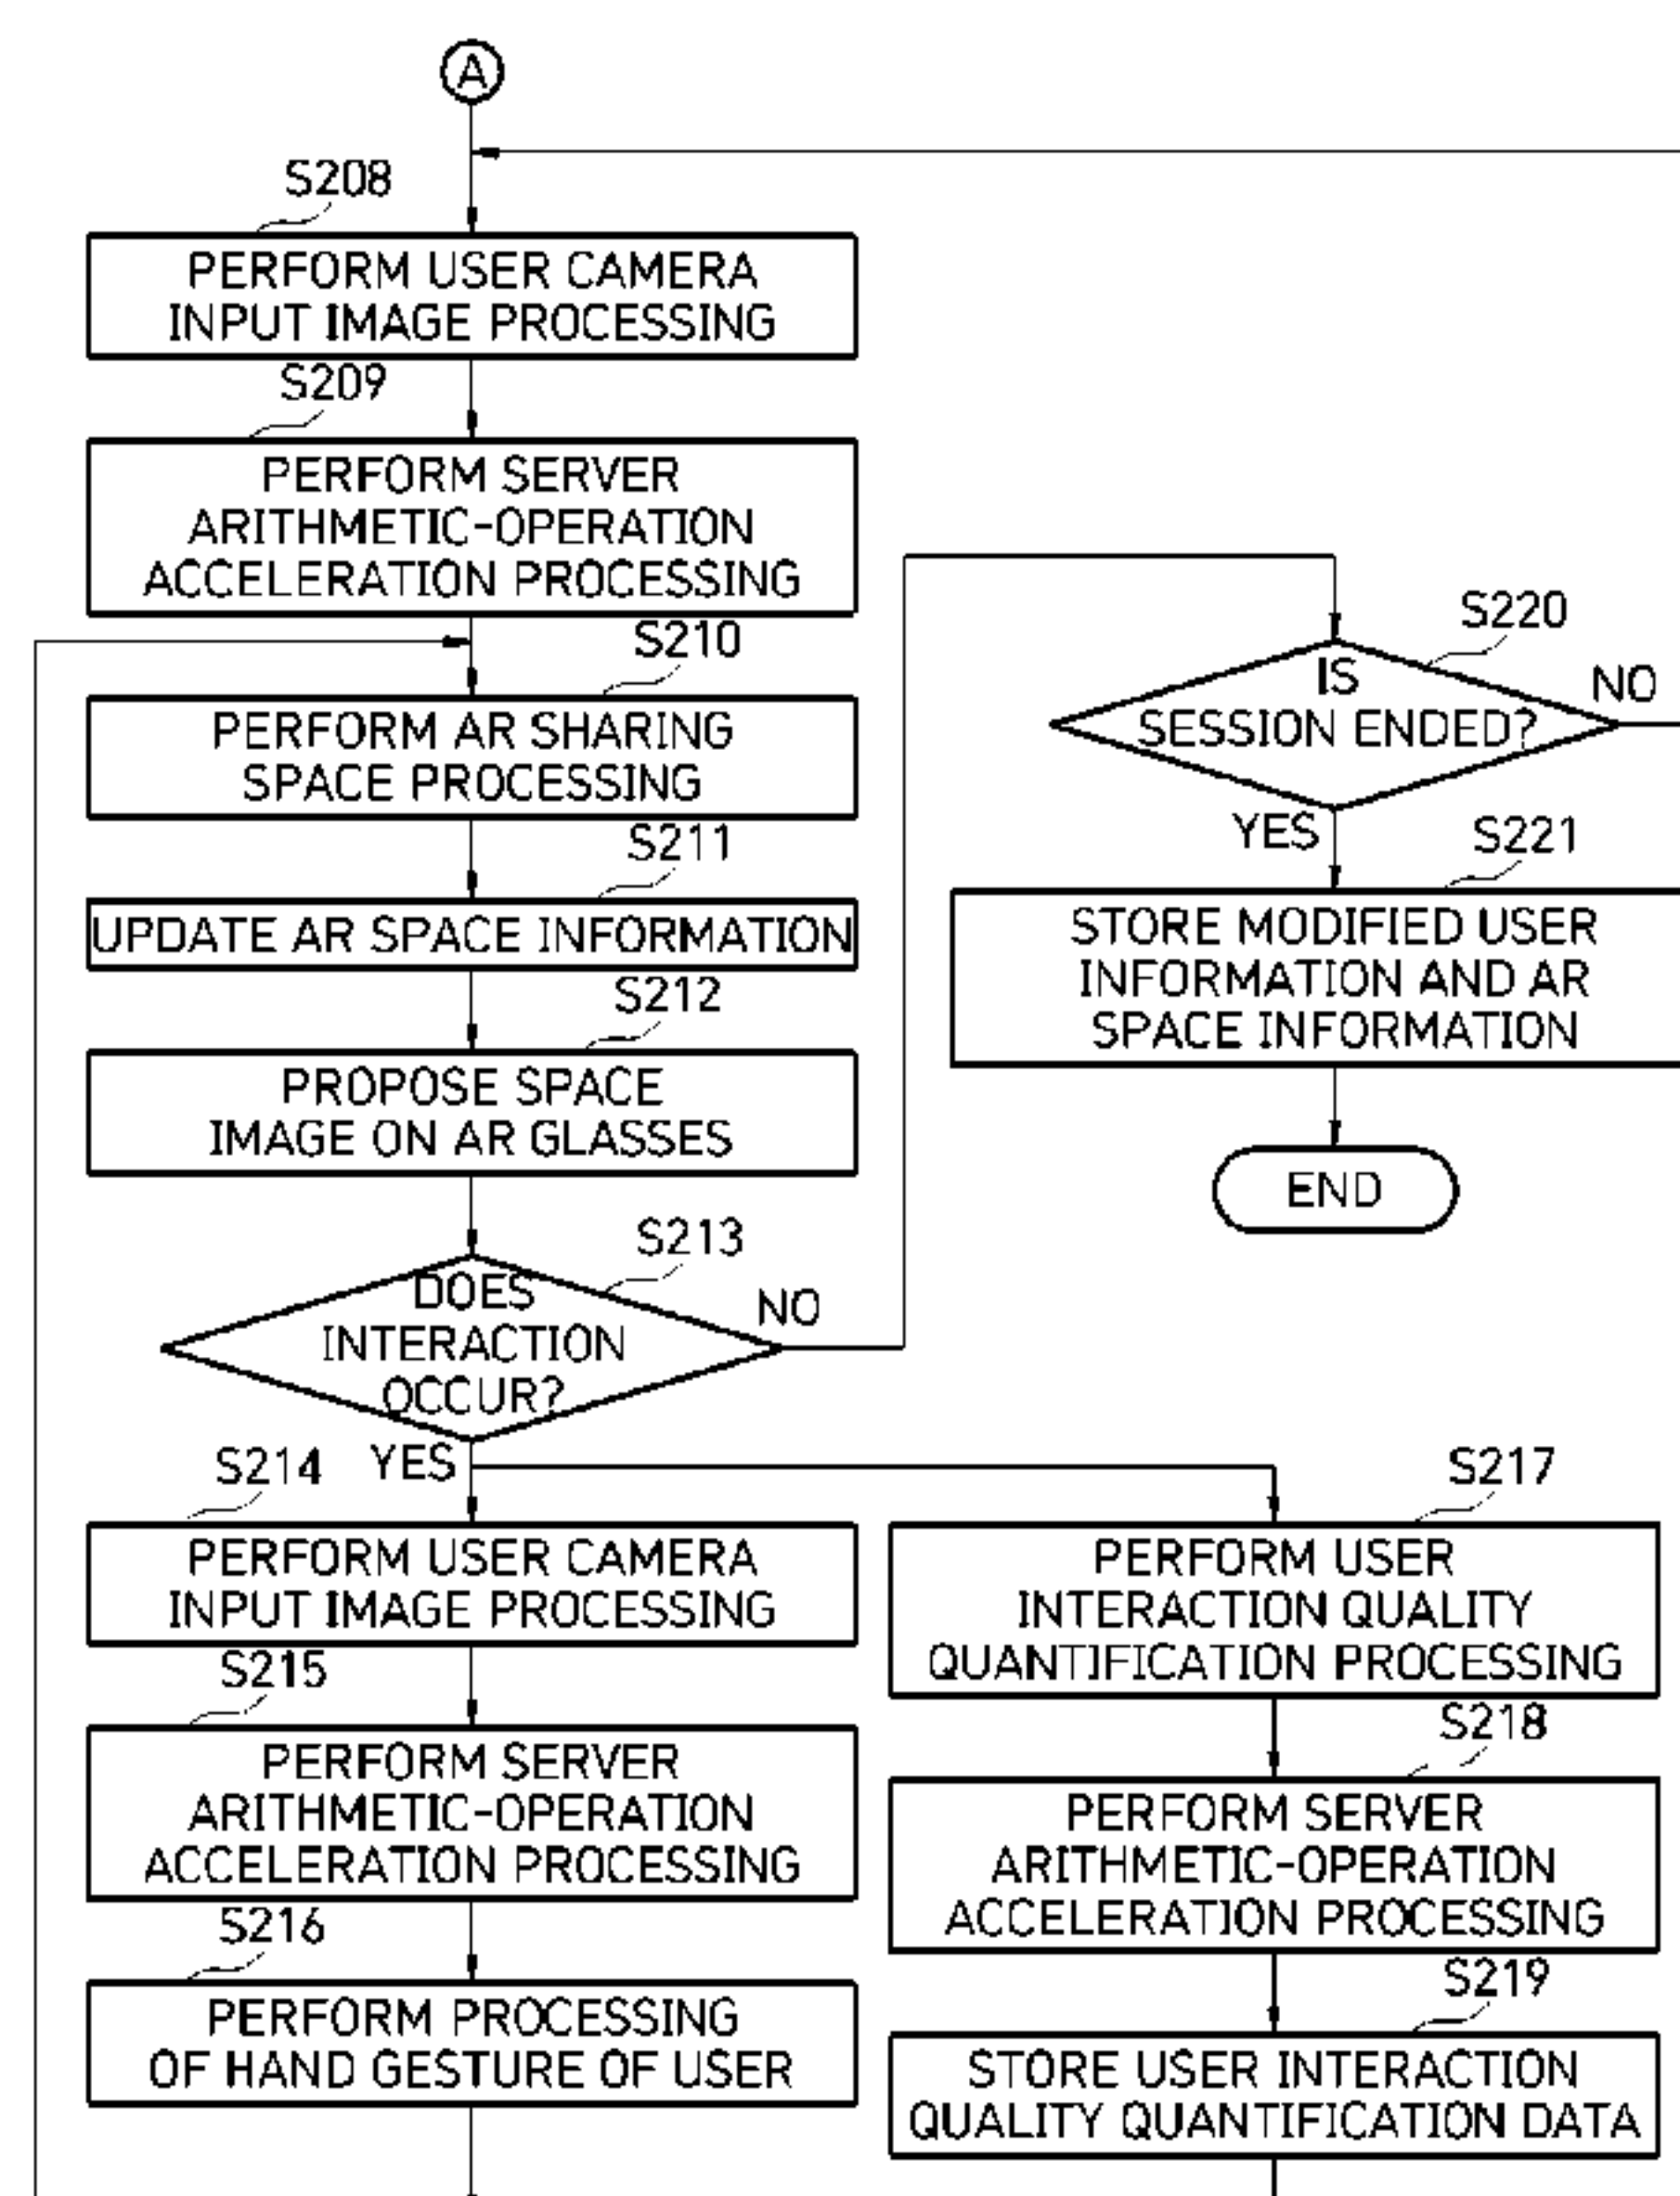 A
S208
PERFORM USER CAMERA
INPUT IMAGE PROCESSING
S209
PERFORM SERVER
ARITHMETIC-OPERATION
ACCELERATION PROCESSING
S210
PERFORM AR SHARING
SPACE PROCESSING
S211
UPDATE AR SPACE INFORMATION
S212
PROPOSE SPACE
IMAGE ON AR GLASSES
S213
DOES
INTERACTION
OCCUR?
NO
YES
S220
IS
SESSION ENDED?
NO
YES
S221
STORE MODIFIED USER
INFORMATION AND AR
SPACE INFORMATION
END
S214
PERFORM USER CAMERA
INPUT IMAGE PROCESSING
S215
PERFORM SERVER
ARITHMETIC-OPERATION
ACCELERATION PROCESSING
S216
PERFORM PROCESSING
OF HAND GESTURE OF USER
S217
PERFORM USER
INTERACTION QUALITY
QUANTIFICATION PROCESSING
S218
PERFORM SERVER
ARITHMETIC-OPERATION
ACCELERATION PROCESSING
S219
STORE USER INTERACTION
QUALITY QUANTIFICATION DATA